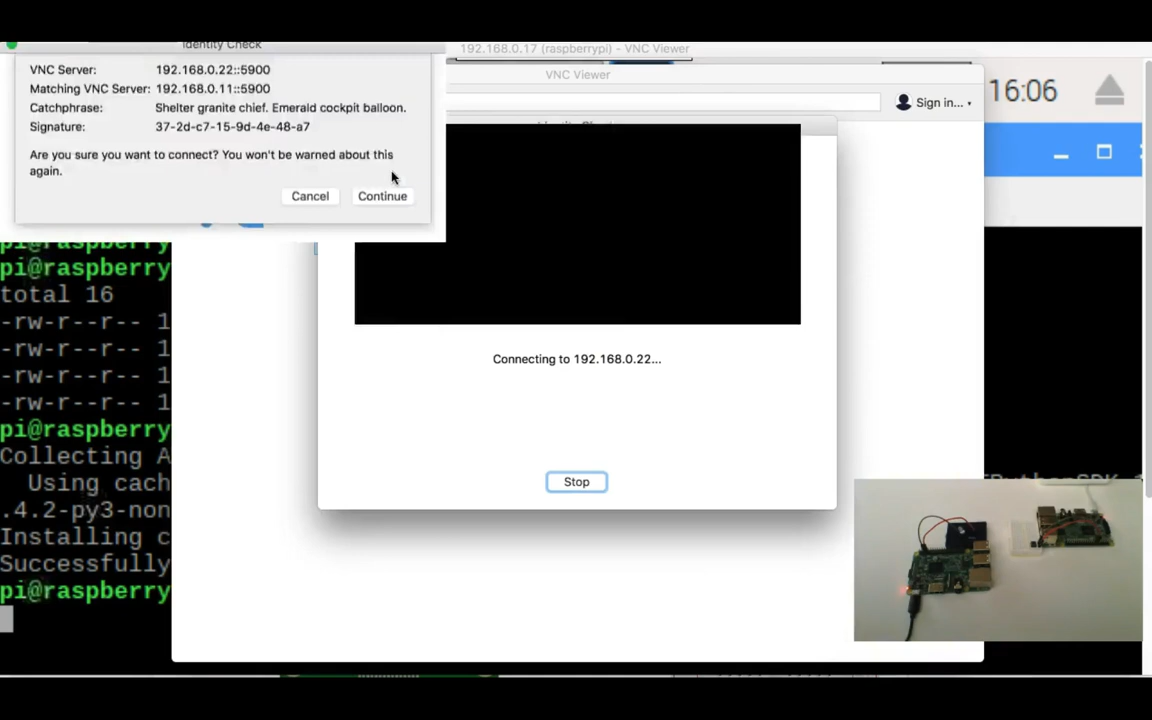 Identity Check
192.168.0.17 (raspberrypi) - VNC Viewer
VNC Server: 192.168.0.22::5900
Matching VNC Server: 192.168.0.11::5900
Catchphrase: Shelter granite chief. Emerald cockpit balloon.
Signature: 37-2d-c7-15-9d-4e-48-a7
Are you sure you want to connect? You won't be warned about this
again.
Cancel Continue
VNC Viewer
Sign in...
16:06
Connecting to 192.168.0.22...
Stop
pi@raspberry
pi@raspberry
total 16
-rw-r--r-- 1
-rw-r--r-- 1
-rw-r--r-- 1
-rw-r--r-- 1
pi@raspberry
Collecting A
Using cach
.4.2-py3-non
Installing c
Successfully
pi@raspberry